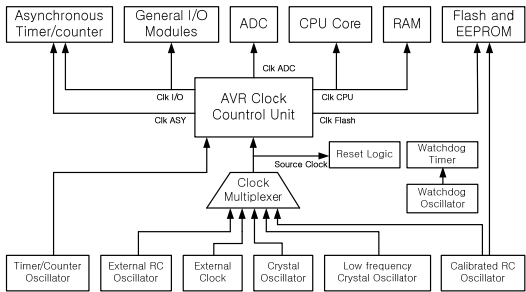 Asynchronous
Timer/counter
General I/O
Modules
ADC
CPU Core
RAM
Flash and
EEPROM
Clk ADC
Clk I/O
Clk CPU
Clk ASY
Clk Flash
AVR Clock
Countrol Unit
Source Clock
Reset Logic
Watchdog
Timer
Watchdog
Oscillator
Clock
Multiplexer
Timer/Counter
Oscillator
External RC
Oscillator
External
Clock
Crystal
Oscillator
Low frequency
Crystal Oscillator
Calibrated RC
Oscillator